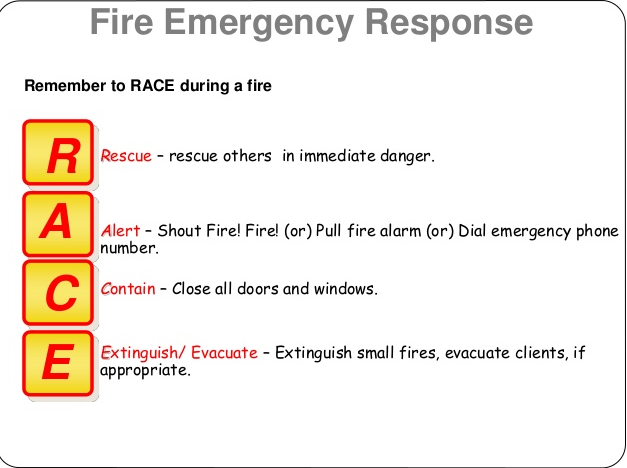 Fire Emergency Response
Remember to RACE during a fire
R
Rescue – rescue others in immediate danger.
A
Alert – Shout Fire! Fire! (or) Pull fire alarm (or) Dial emergency phone
number.
C
Contain – Close all doors and windows.
E
Extinguish/ Evacuate – Extinguish small fires, evacuate clients, if
appropriate.